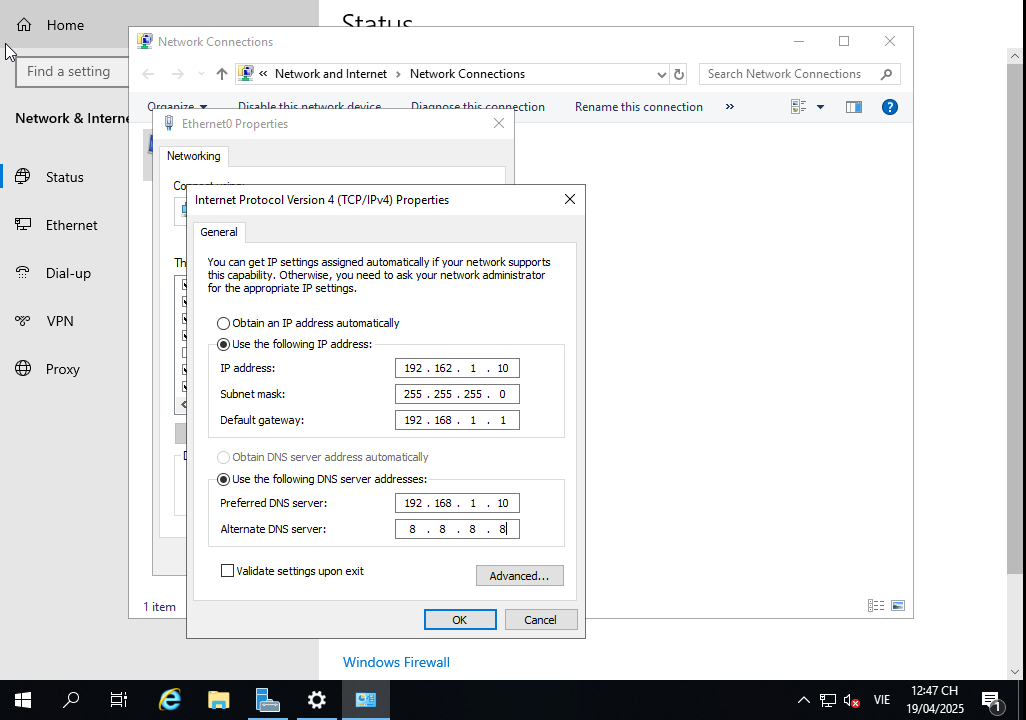 Home
Status
Network Connections
Find a setting
« Network and Internet › Network Connections
Search Network Connections
Organize
Disable this network device
Diagnose this connection
Rename this connection
»
Network & Interne
Ethernet0 Properties
Networking
Status
Ethernet
Dial-up
VPN
Proxy
Internet Protocol Version 4 (TCP/IPv4) Properties
General
You can get IP settings assigned automatically if your network supports
this capability. Otherwise, you need to ask your network administrator
for the appropriate IP settings.
Obtain an IP address automatically
Use the following IP address:
IP address: 192 . 162 . 1 . 10
Subnet mask: 255 . 255 . 255 . 0
Default gateway: 192 . 168 . 1 . 1
Obtain DNS server address automatically
Use the following DNS server addresses:
Preferred DNS server: 192 . 168 . 1 . 10
Alternate DNS server: 8 . 8 . 8 . 8
Validate settings upon exit
Advanced...
OK
Cancel
1 item
Windows Firewall
VIE
12:47 CH
19/04/2025
1